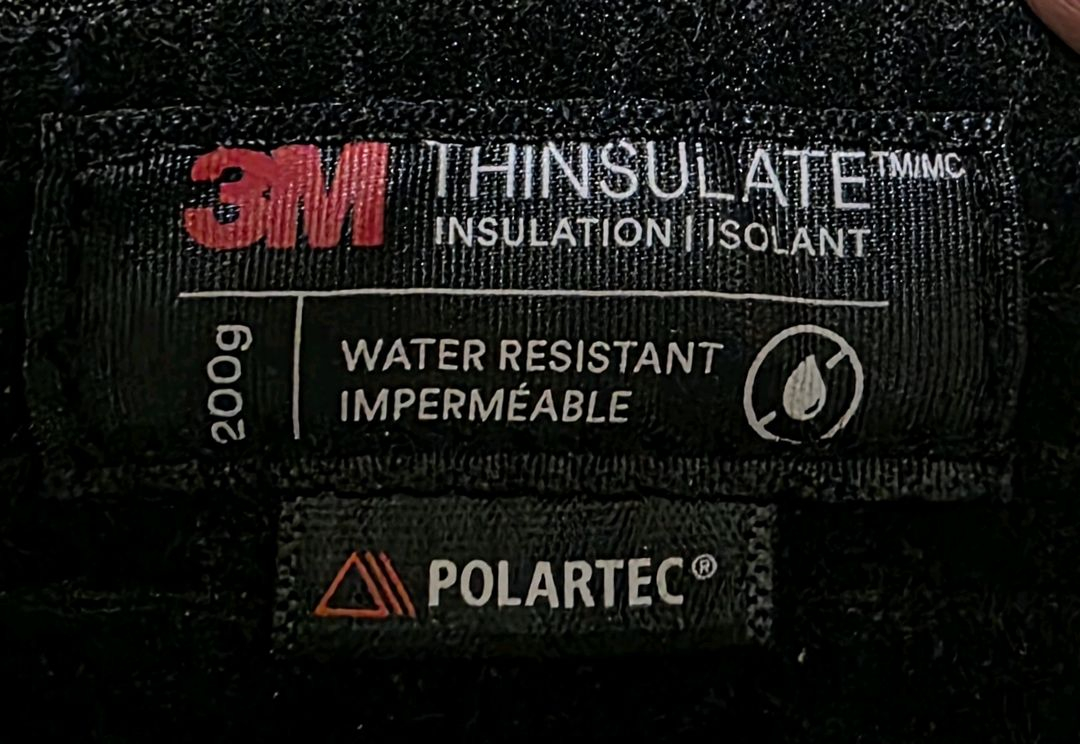 3M THINSULATE™/MC
INSULATION | ISOLANT
200g
WATER RESISTANT
IMPERMÉABLE
POLARTEC®